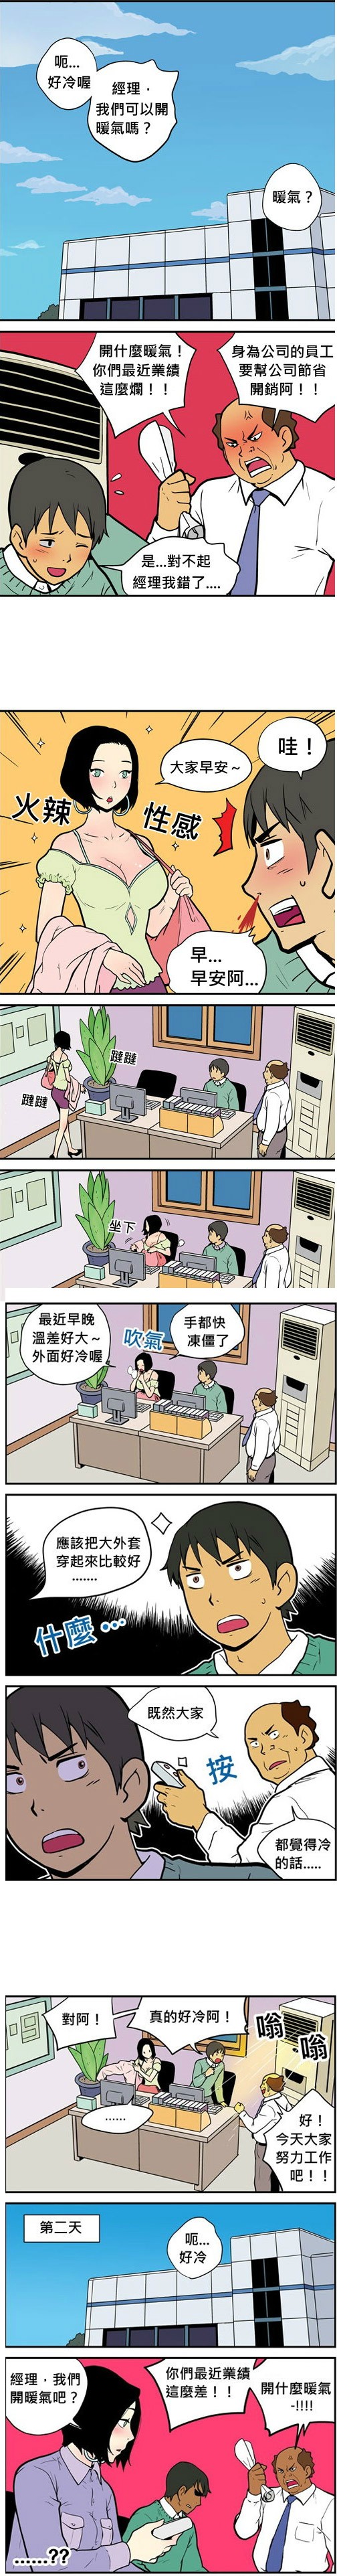 呃...
好冷喔
經理，
我們可以開
暖氣嗎？
暖氣？
開什麼暖氣！
你們最近業績
這麼爛！！
身為公司的員工
要幫公司節省
開銷阿！！
是...對不起
經理我錯了....
大家早安～
哇！
火辣
性感
早...
早安阿...
躂躂
躂躂
坐下
最近早晚
溫差好大～
外面好冷喔
吹氣
手都快
凍僵了
應該把大外套
穿起來比較好
.......
什麼...
既然大家
按
都覺得冷
的話.....
對阿！
真的好冷阿！
嗡
嗡
......
好！
今天大家
努力工作
吧！！
第二天
呃...
好冷
經理，我們
開暖氣吧？
你們最近業績
這麼差！！
開什麼暖氣
-!!!!
......??